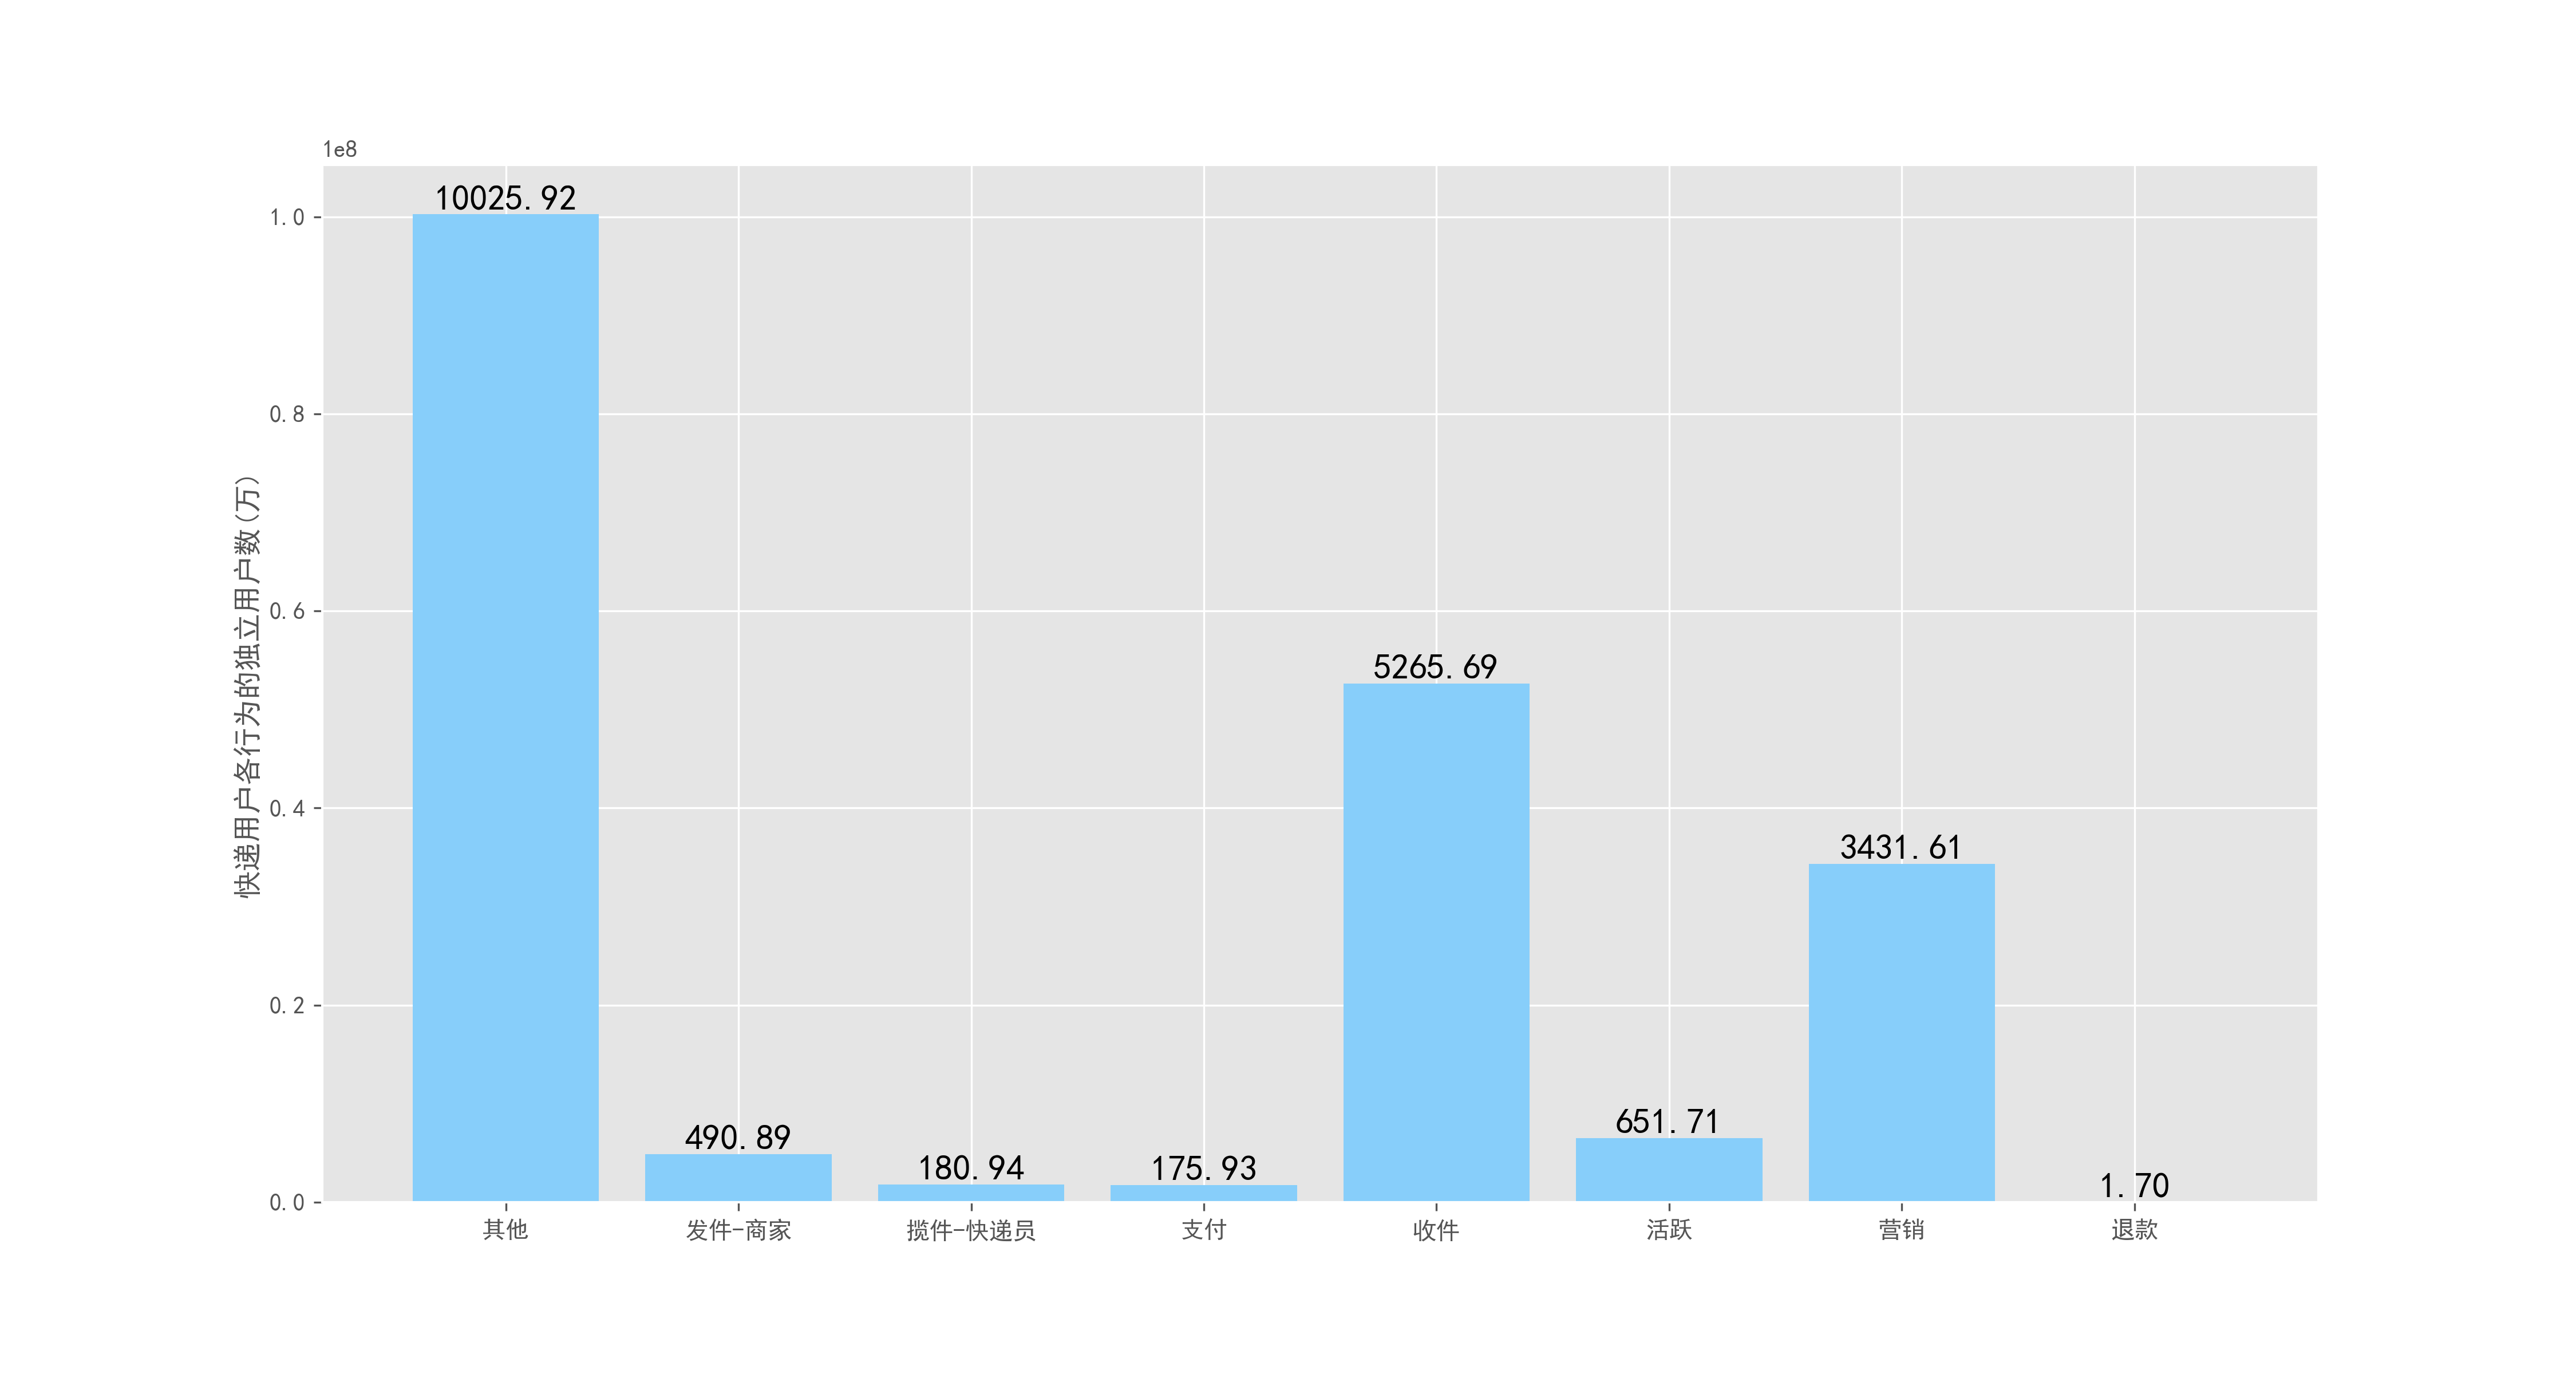 1e8
1.0
0.8
0.6
0.4
0.2
0.0
快递用户各行为的独立用户数(万)
10025.92
490.89
180.94
175.93
5265.69
651.71
3431.61
1.70
其他
发件-商家
揽件-快递员
支付
收件
活跃
营销
退款